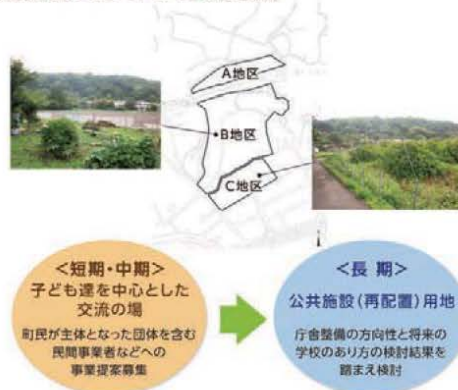 A地区
B地区
C地区
<短期・中期>
子ども達を中心とした
交流の場
町民が主体となった団体を含む
民間事業者などへの
事業提案募集
<長 期>
公共施設(再配置)用地
庁舎整備の方向性と将来の
学校のあり方の検討結果を
踏まえ検討